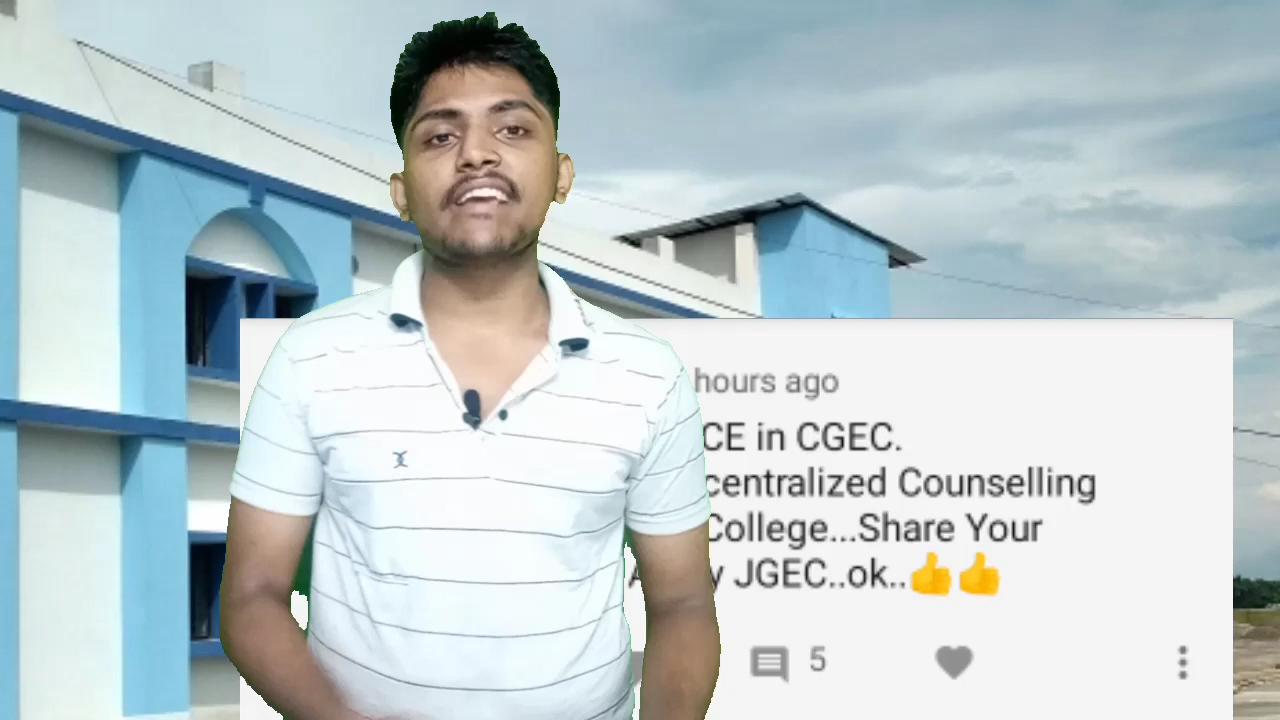 hours ago
CE in CGEC.
centralized Counselling
College...Share Your
JGEC..ok..👍👍
5